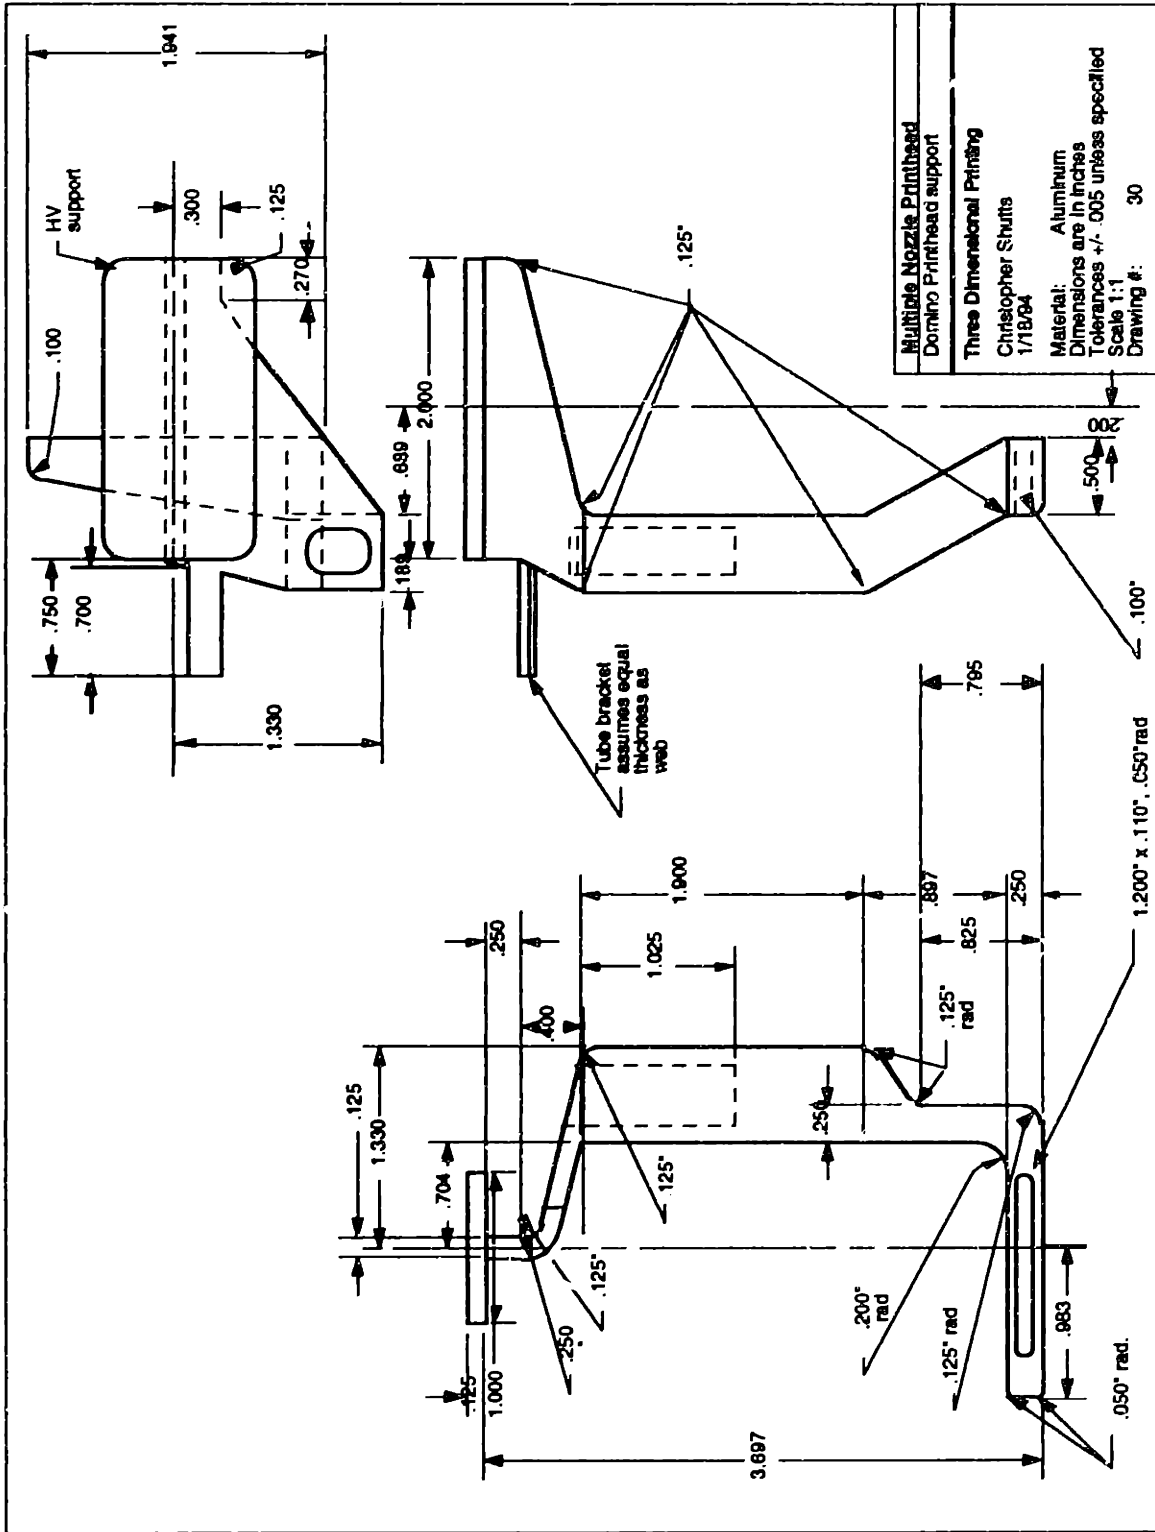 1.941
HV
support
.300
.125
.270
.100
.750
.700
1.330
.189
.689
2.000
.125"
Tube bracket
assumes equal
thickness as
web
.200
.500
.100"
.795
.250
1.900
.897
.250
1.025
.825
.400
.125
1.330
.704
.125"
rad
.250
.125"
.125"
.250
"
.125
1.000
3.697
.200"
rad
.125" rad
.983
.050" rad.
1.200" x .110", .050" rad
Multiple Nozzle Printhead
Domino Printhead support
Three Dimensional Printing
Christopher Shutts
1/18/94
Material: Aluminum
Dimensions are in Inches
Tolerances +/- .005 unless specified
Scale 1:1
Drawing #: 30